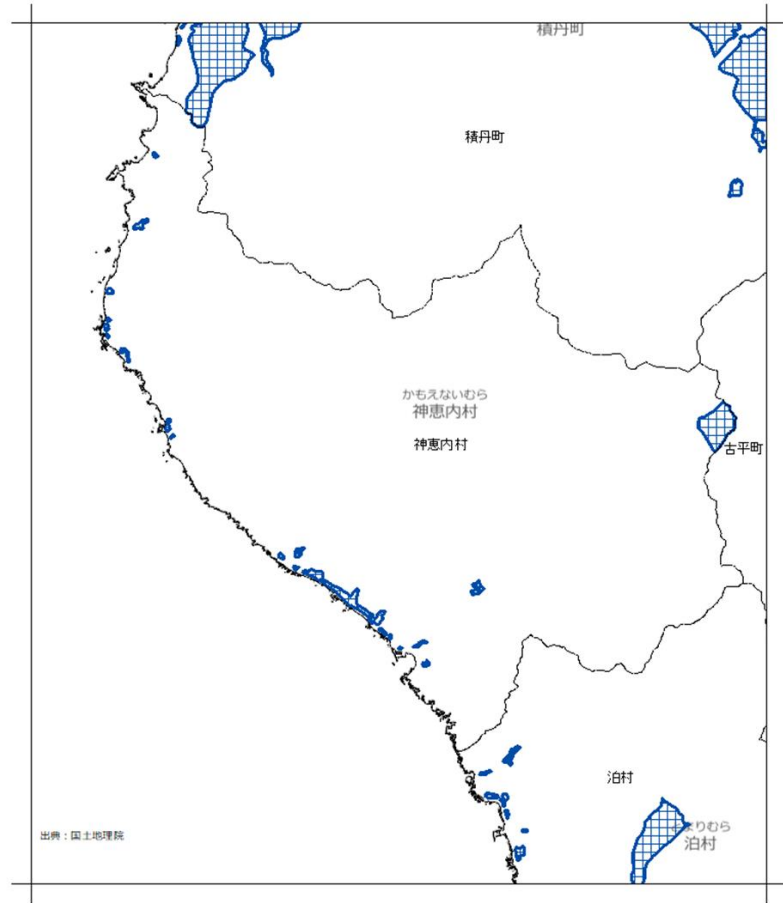 積丹町
積丹町
かもえないむら
神恵内村
神恵内村
古平町
泊村
まりむら
泊村
出典：国土地理院